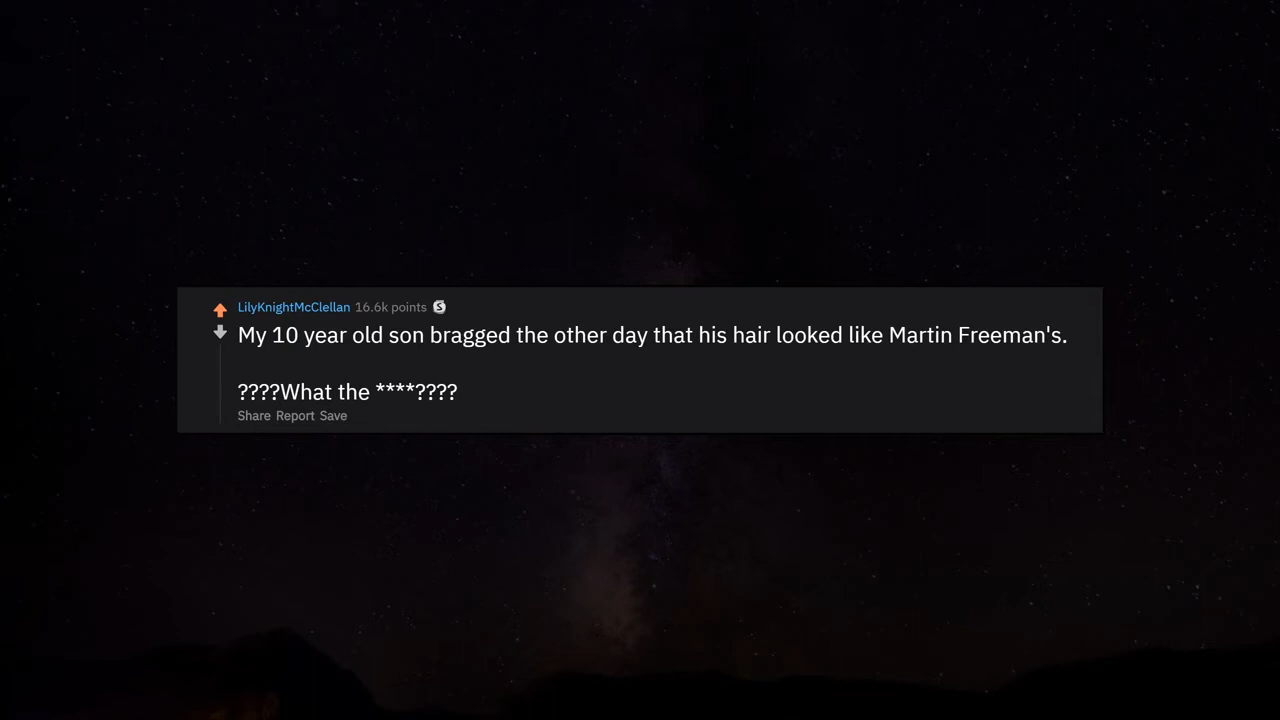 LilyKnightMcClellan 16.6k points S
My 10 year old son bragged the other day that his hair looked like Martin Freeman's.
????What the ****????
Share Report Save